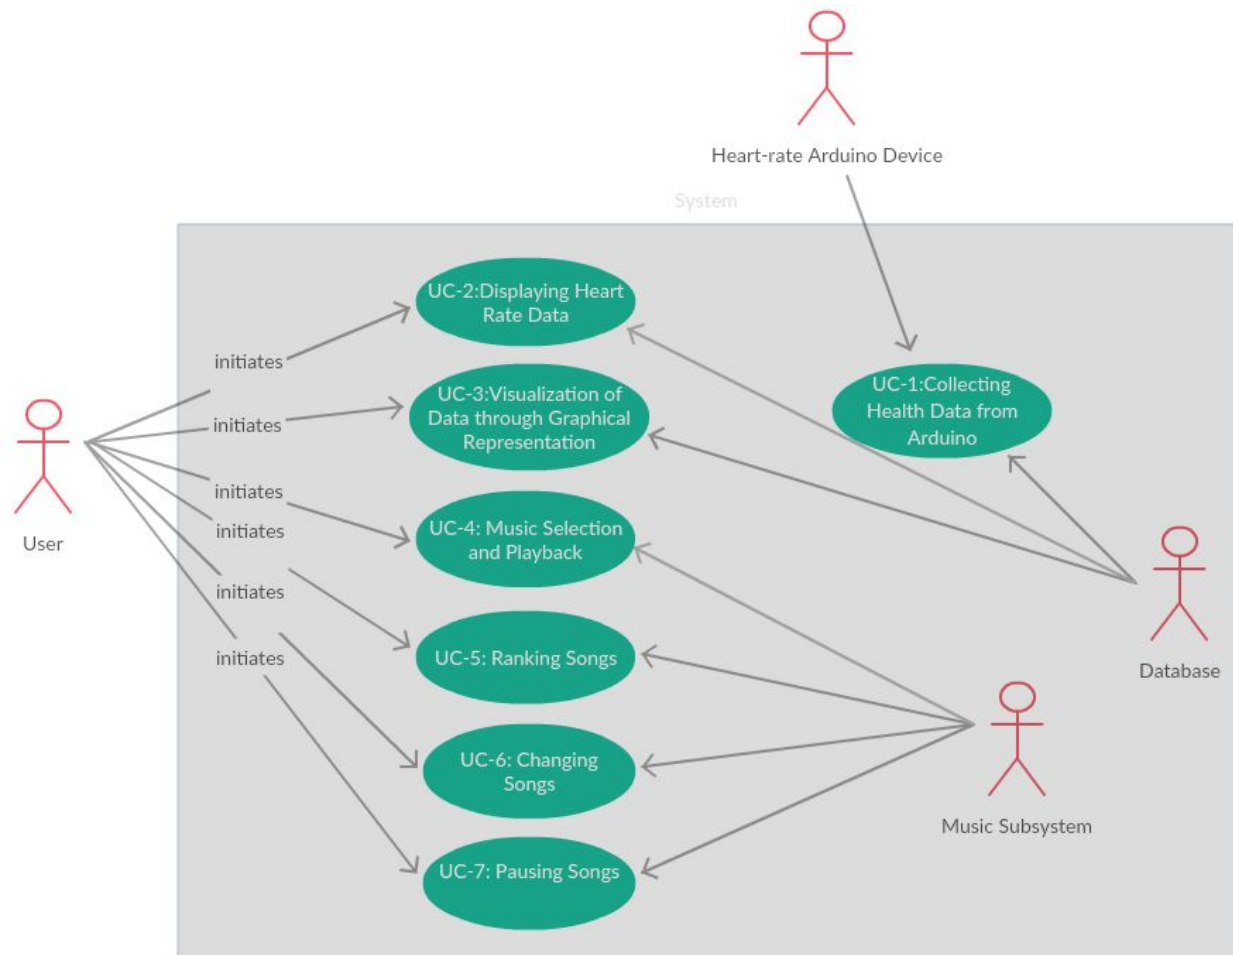 Heart-rate Arduino Device
System
UC-2:Displaying Heart
Rate Data
initiates
UC-3:Visualization of
Data through Graphical
Representation
UC-1:Collecting
Health Data from
Arduino
initiates
initiates
UC-4: Music Selection
and Playback
initiates
User
initiates
UC-5: Ranking Songs
initiates
Database
UC-6: Changing
Songs
Music Subsystem
UC-7: Pausing Songs